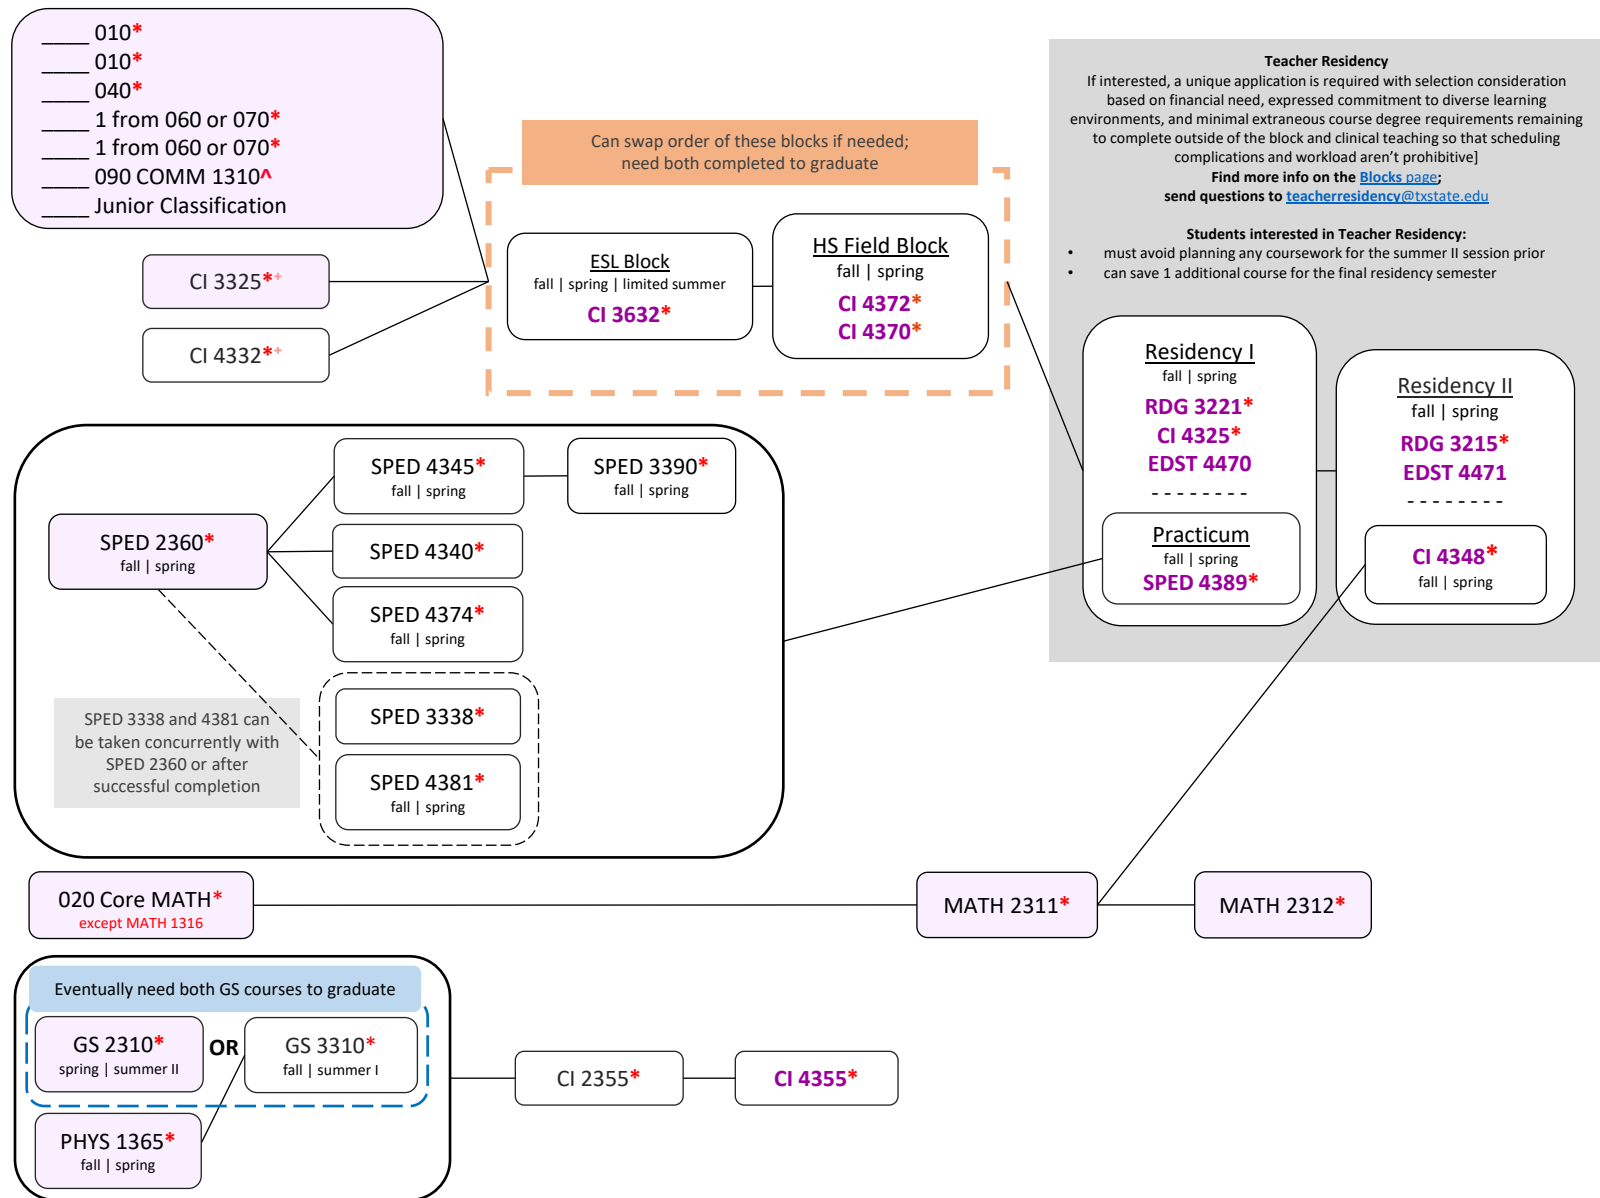 ____ 010*
____ 010*
____ 040*
____ 1 from 060 or 070*
____ 1 from 060 or 070*
____ 090 COMM 1310^
____ Junior Classification
CI 3325*+
CI 4332*+
Can swap order of these blocks if needed;
need both completed to graduate
ESL Block
fall | spring | limited summer
CI 3632*
HS Field Block
fall | spring
CI 4372*
CI 4370*
Teacher Residency
If interested, a unique application is required with selection consideration
based on financial need, expressed commitment to diverse learning
environments, and minimal extraneous course degree requirements remaining
to complete outside of the block and clinical teaching so that scheduling
complications and workload aren't prohibitive]
Find more info on the Blocks page;
send questions to teacherresidency@txstate.edu
Students interested in Teacher Residency:
• must avoid planning any coursework for the summer II session prior
• can save 1 additional course for the final residency semester
Residency I
fall | spring
RDG 3221*
CI 4325*
EDST 4470
- - - - - - - -
Practicum
fall | spring
SPED 4389*
Residency II
fall | spring
RDG 3215*
EDST 4471
- - - - - - - -
CI 4348*
fall | spring
SPED 2360*
fall | spring
SPED 4345*
fall | spring
SPED 3390*
fall | spring
SPED 4340*
SPED 4374*
fall | spring
SPED 3338 and 4381 can
be taken concurrently with
SPED 2360 or after
successful completion
SPED 3338*
SPED 4381*
fall | spring
020 Core MATH*
except MATH 1316
MATH 2311*
MATH 2312*
Eventually need both GS courses to graduate
GS 2310*
spring | summer II
OR
GS 3310*
fall | summer I
PHYS 1365*
fall | spring
CI 2355*
CI 4355*